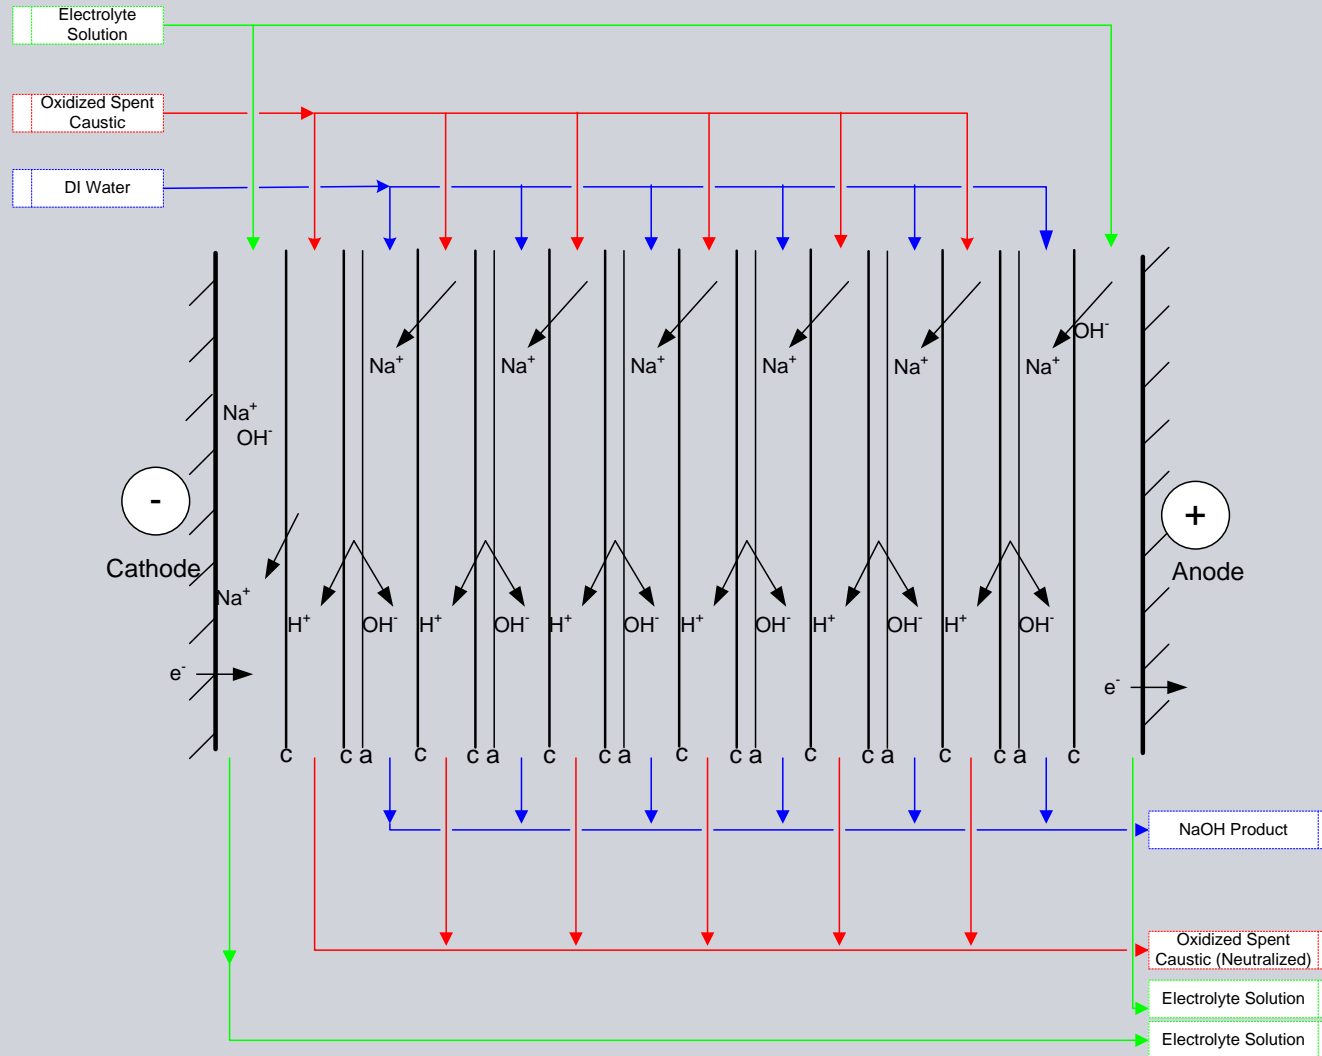 Electrolyte
Solution
Oxidized Spent
Caustic
DI Water
OH⁻
Na⁺ Na⁺ Na⁺ Na⁺ Na⁺ Na⁺
Na⁺
OH⁻
-
+
Cathode
Anode
Na⁺
H⁺ OH⁻ H⁺ OH⁻ H⁺ OH⁻ H⁺ OH⁻ H⁺ OH⁻ H⁺ OH⁻
e⁻
e⁻
c c a c c a c c a c c a c c a c c a c
NaOH Product
Oxidized Spent
Caustic (Neutralized)
Electrolyte Solution
Electrolyte Solution